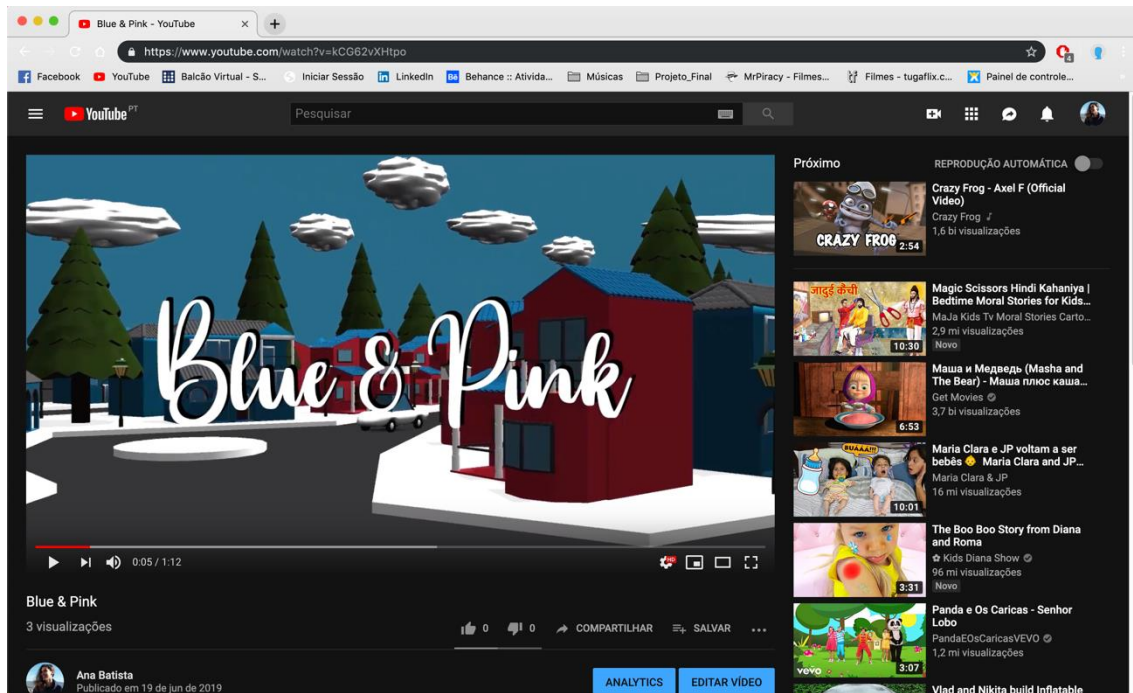 Blue & Pink - YouTube
https://www.youtube.com/watch?v=kCG62vXHtpo
4
Facebook
YouTube
Balcão Virtual - S...
Iniciar Sessão
in LinkedIn
Bē Behance :: Ativida...
Músicas
Projeto_Final
MrPiracy - Filmes...
Filmes - tugaflix.c...
Painel de controle...
YouTube PT
Pesquisar
Blue & Pink
0:05 / 1:12
HD
Blue & Pink
3 visualizações
0
0
COMPARTILHAR
SALVAR
Ana Batista
Publicado em 19 de jun de 2019
ANALYTICS
EDITAR VÍDEO
Próximo
REPRODUÇÃO AUTOMÁTICA
CRAZY FROG
2:54
Crazy Frog - Axel F (Official
Video)
Crazy Frog
1,6 bi visualizações
जादुई कैंची
10:30
Magic Scissors Hindi Kahaniya |
Bedtime Moral Stories for Kids...
MaJa Kids Tv Moral Stories Carto...
2,9 mi visualizações
Novo
6:53
Маша и Медведь (Masha and
The Bear) - Маша плюс каша...
Get Movies
3,7 bi visualizações
BUÁAA!!!
10:01
Maria Clara e JP voltam a ser
bebês 👶 Maria Clara and JP...
Maria Clara & JP
16 mi visualizações
3:31
The Boo Boo Story from Diana
and Roma
✿ Kids Diana Show
96 mi visualizações
Novo
vevo
3:07
Panda e Os Caricas - Senhor
Lobo
PandaEOsCaricasVEVO
1,2 mi visualizações
Vlad and Nikita build Inflatable